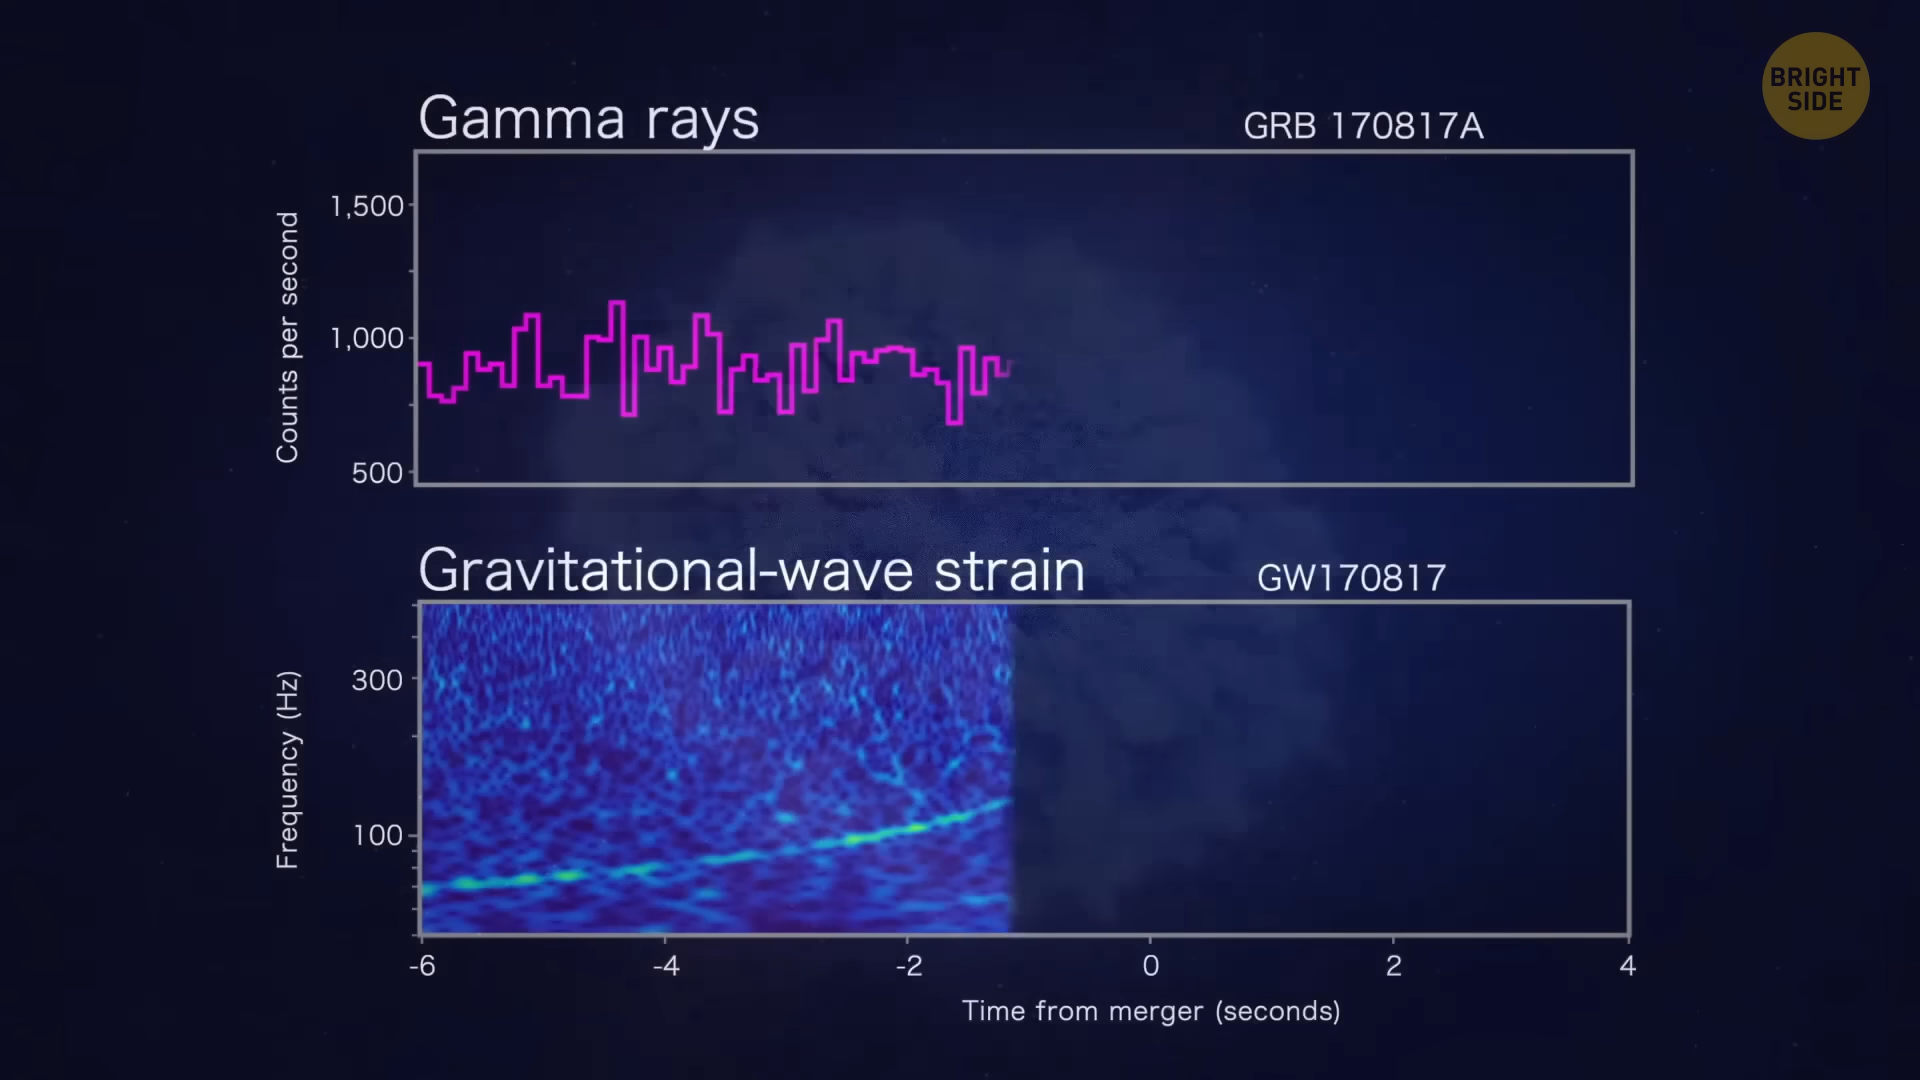 BRIGHT
SIDE
Gamma rays
GRB 170817A
1,500
1,000
500
Counts per second
Gravitational-wave strain
GW170817
300
100
Frequency (Hz)
-6 -4 -2 0 2 4
Time from merger (seconds)